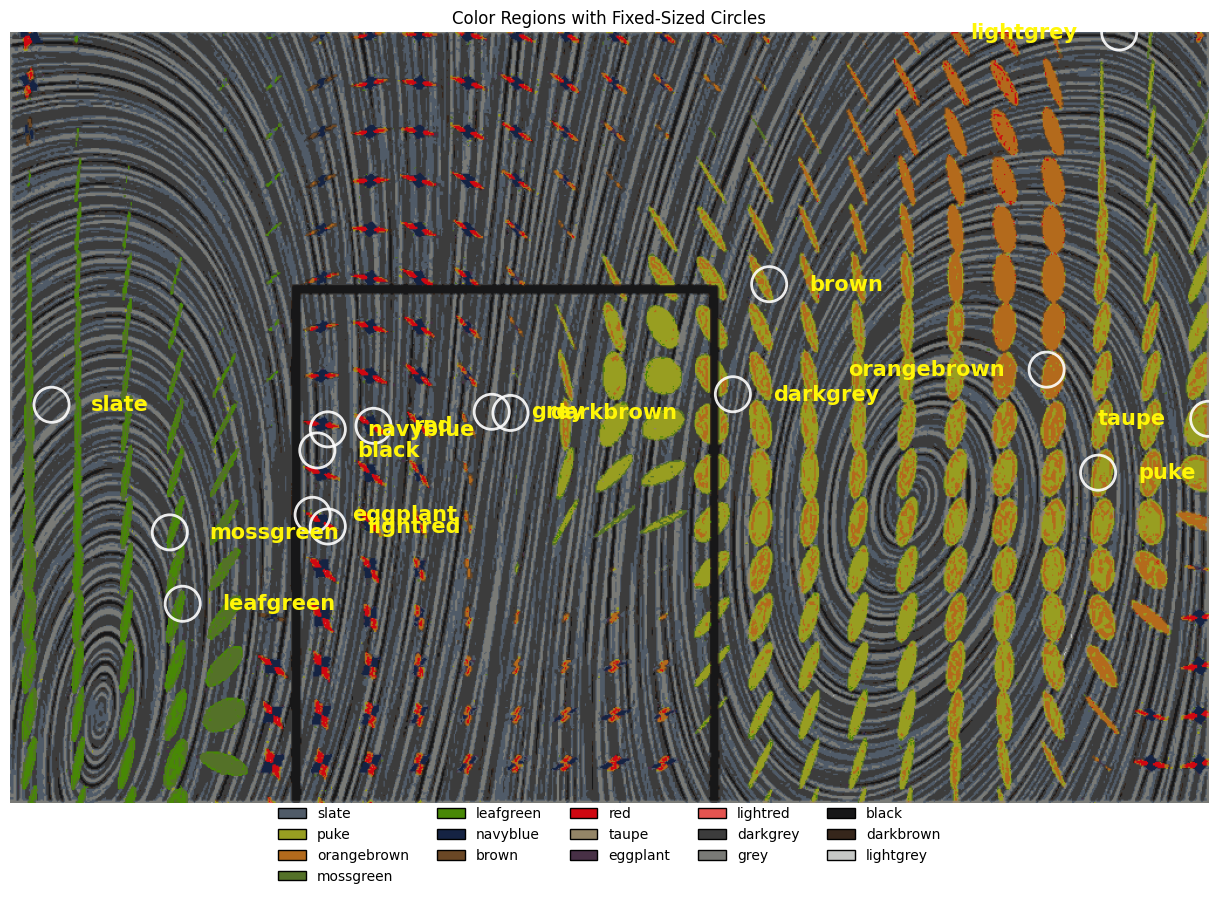 Color Regions with Fixed-Sized Circles
lightgrey
brown
orangebrown
darkgrey
slate
grey
darkbrown
taupe
red
navyblue
black
puke
eggplant
lightred
mossgreen
leafgreen
slate
leafgreen
red
lightred
black
puke
navyblue
taupe
darkgrey
darkbrown
orangebrown
brown
eggplant
grey
lightgrey
mossgreen